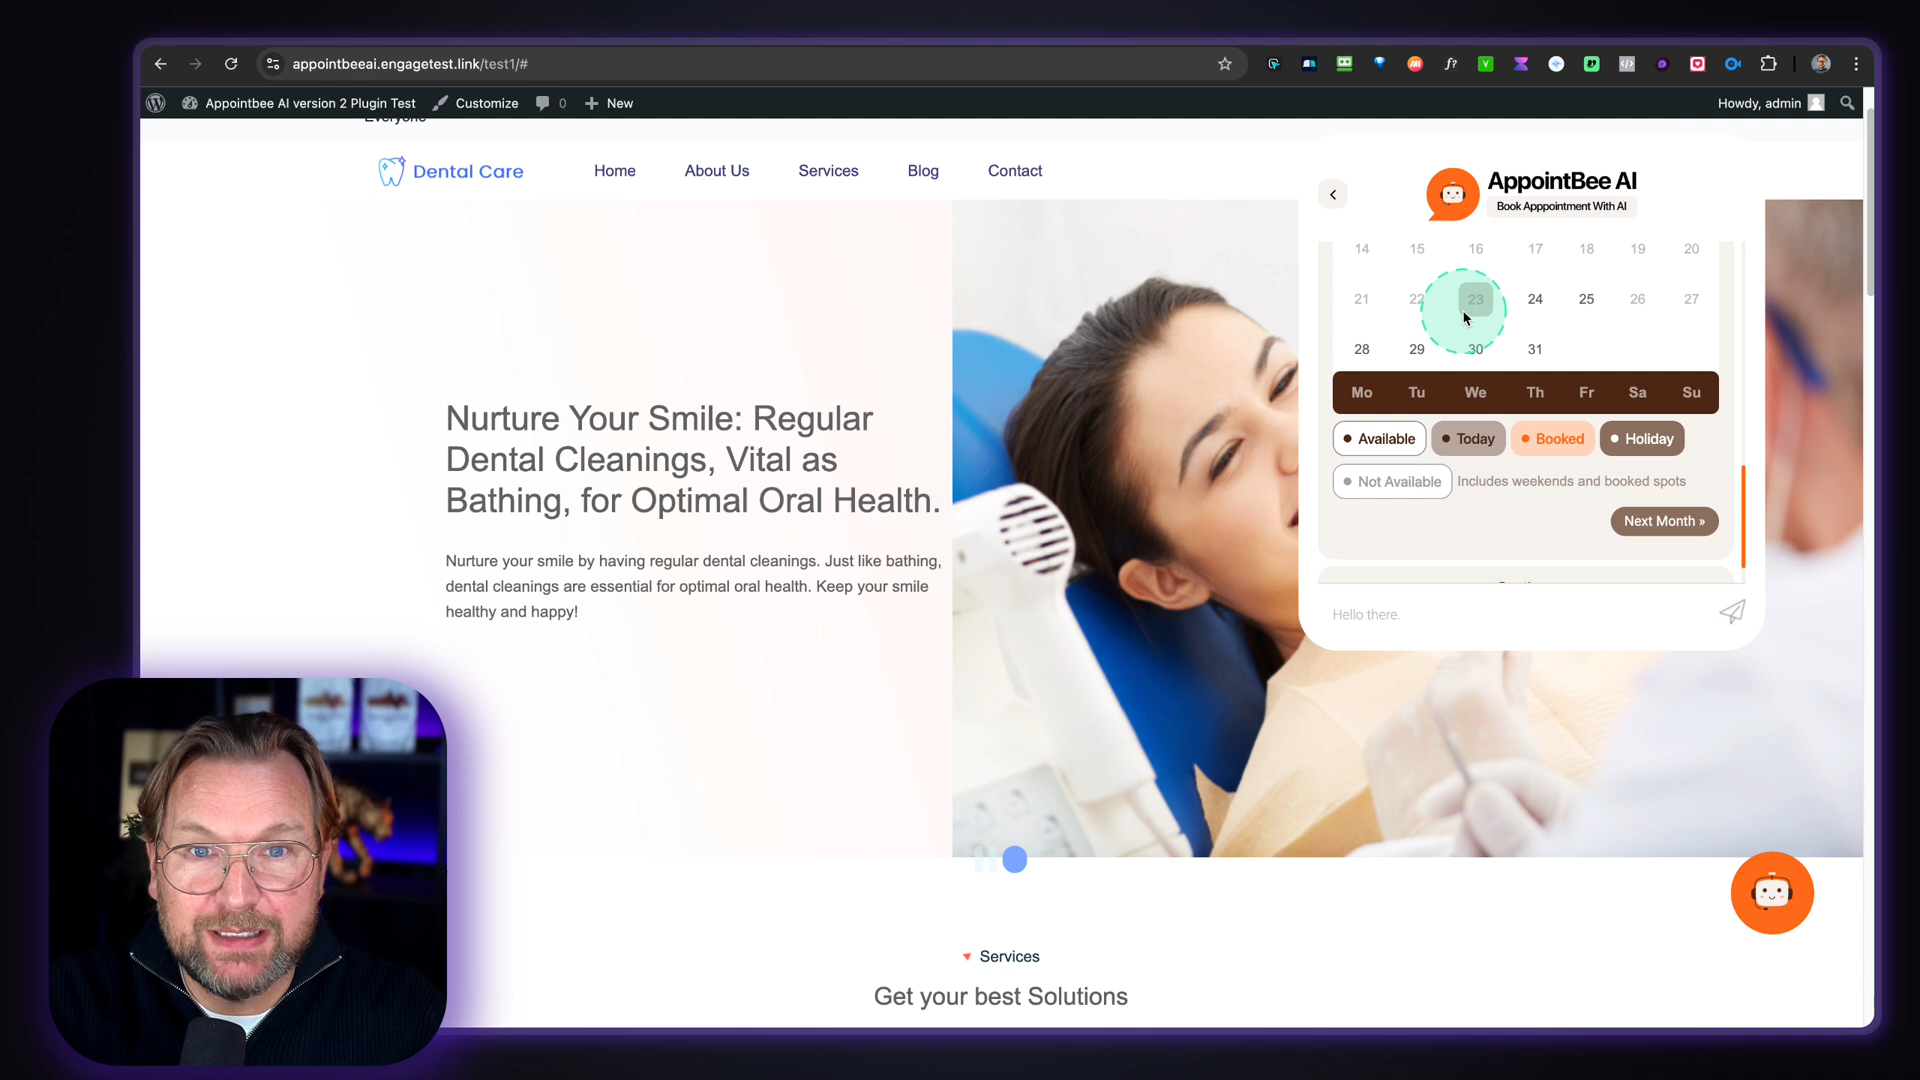 appointbeeai.engagetest.link/test1/#
Appointbee AI version 2 Plugin Test Customize 0 New Howdy, admin
Everyone
Dental Care Home About Us Services Blog Contact
AppointBee AI
Book Apppointment With AI
14 15 16 17 18 19 20
21 22 23 24 25 26 27
28 29 30 31
Mo Tu We Th Fr Sa Su
Available Today Booked Holiday
Not Available Includes weekends and booked spots
Next Month »
Hello there.
Nurture Your Smile: Regular
Dental Cleanings, Vital as
Bathing, for Optimal Oral Health.
Nurture your smile by having regular dental cleanings. Just like bathing,
dental cleanings are essential for optimal oral health. Keep your smile
healthy and happy!
Services
Get your best Solutions